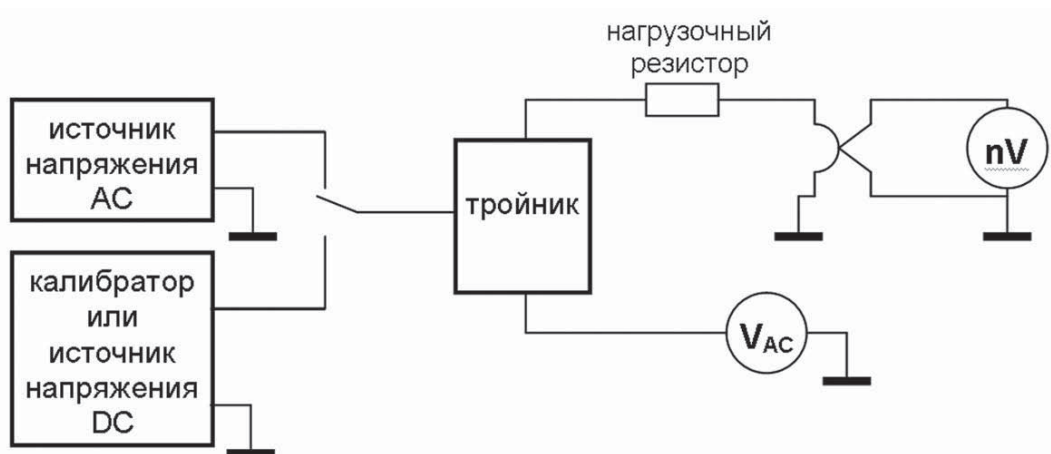 нагрузочный
резистор
источник
напряжения
AC
тройник
nV
калибратор
или
источник
напряжения
DC
VAC